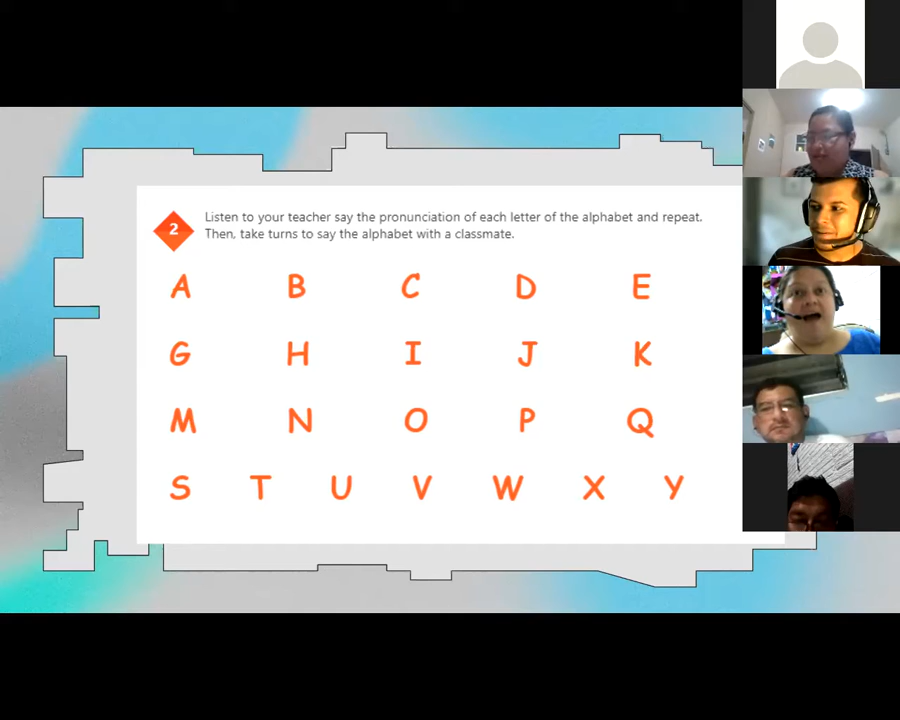 2
Listen to your teacher say the pronunciation of each letter of the alphabet and repeat.
Then, take turns to say the alphabet with a classmate.
A B C D E
G H I J K
M N O P Q
S T U V W X Y